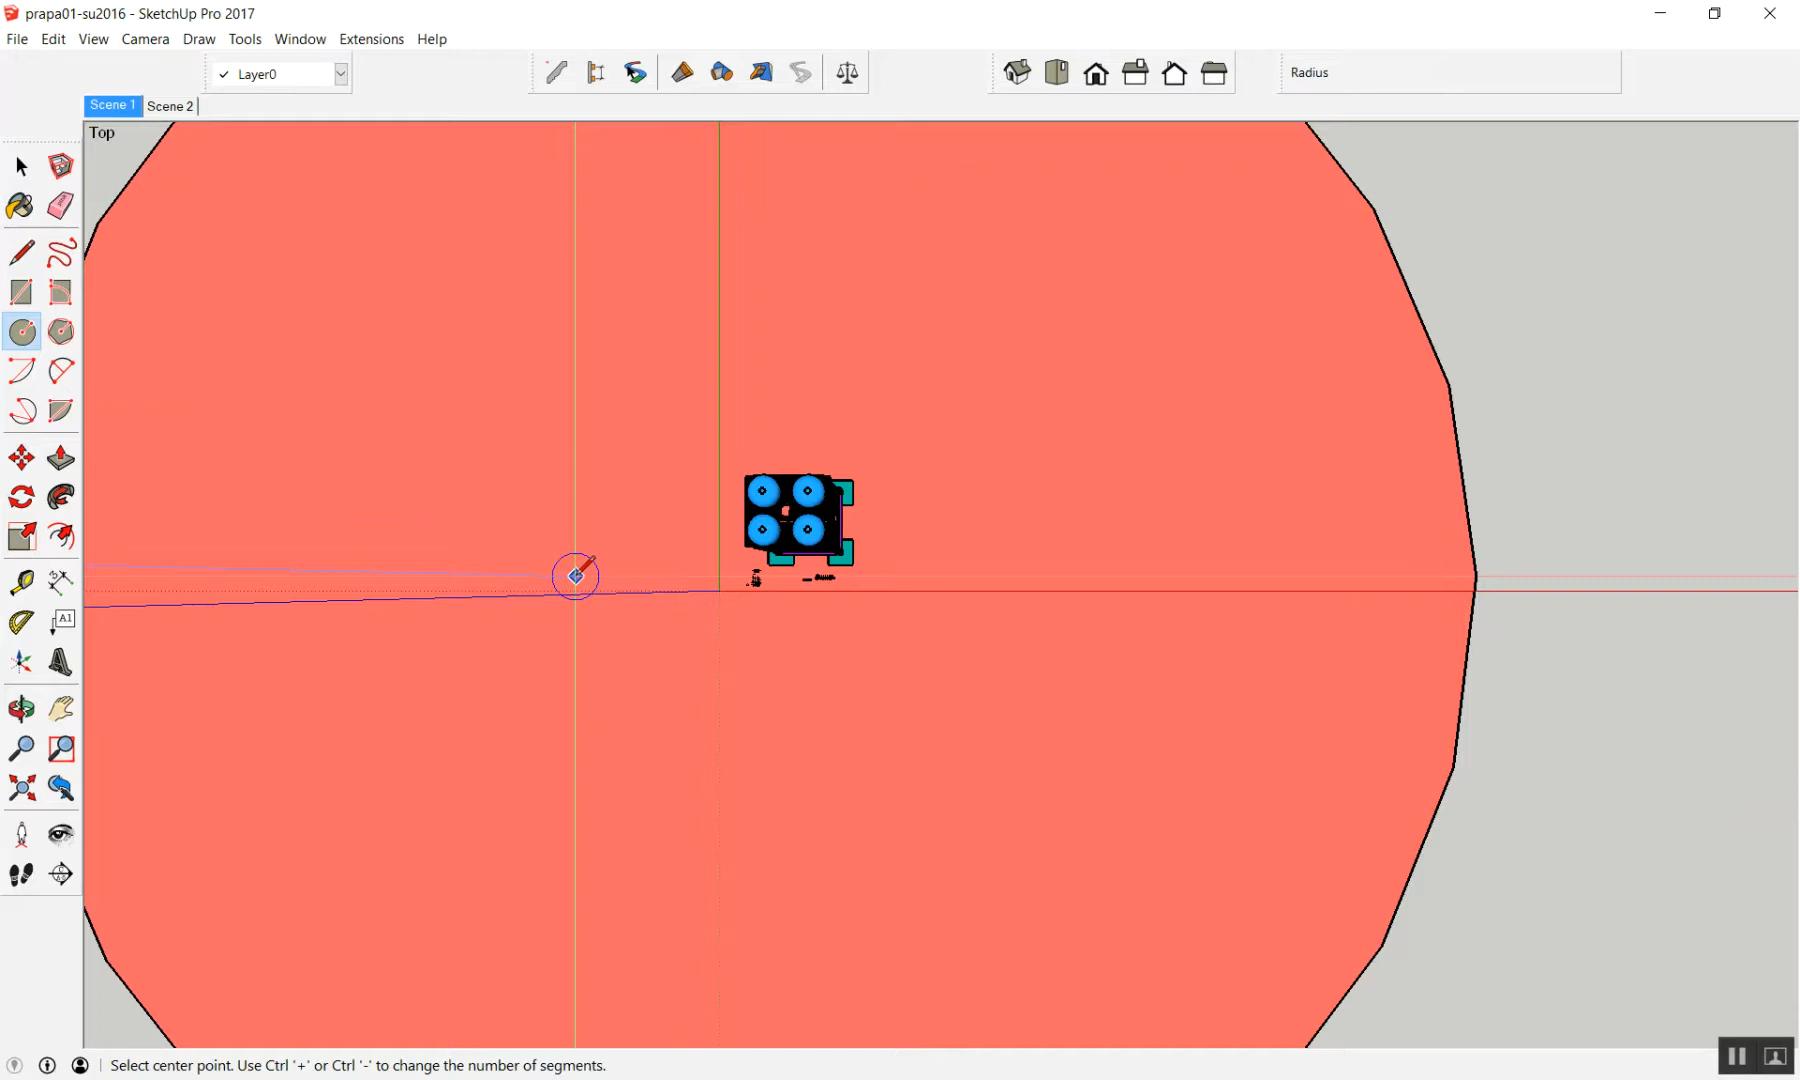 prapa01-su2016 - SketchUp Pro 2017
File Edit View Camera Draw Tools Window Extensions Help
✓ Layer0
Radius
Scene 1 Scene 2
Top
A1
Select center point. Use Ctrl '+' or Ctrl '-' to change the number of segments.